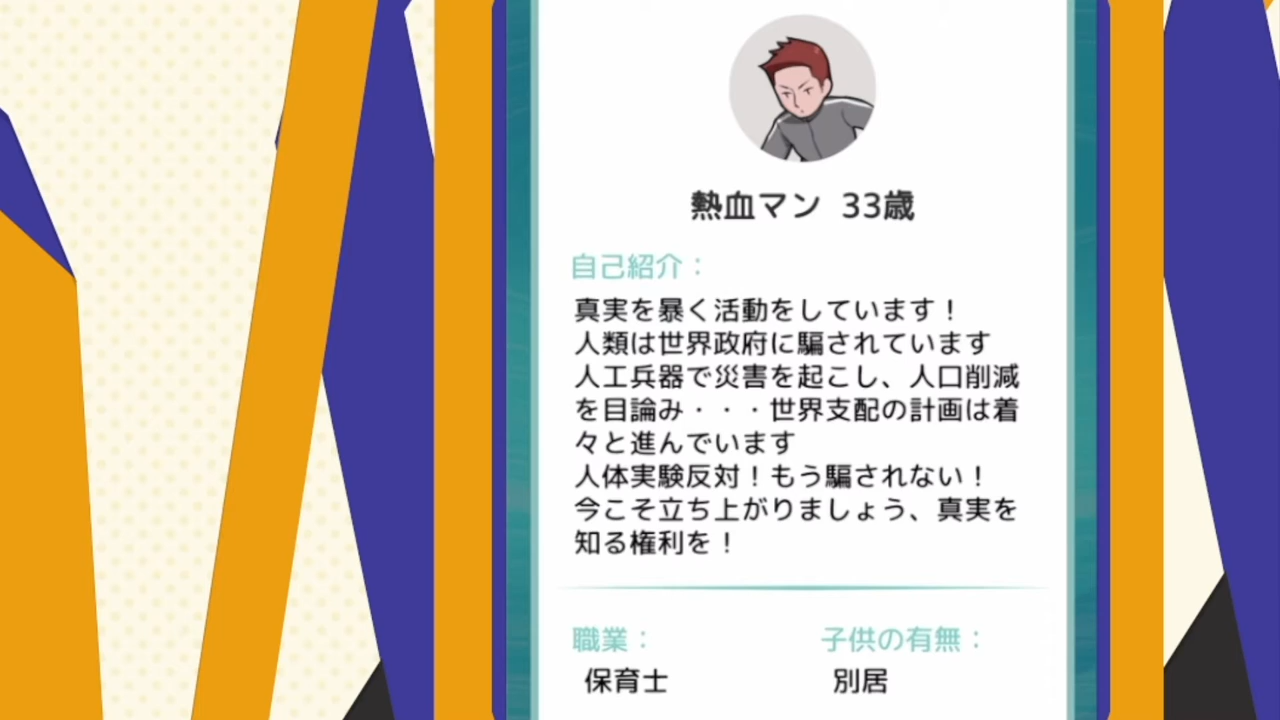 熱血マン 33歳
自己紹介：
真実を暴く活動をしています！
人類は世界政府に騙されています
人工兵器で災害を起こし、人口削減
を目論み・・・世界支配の計画は着
々と進んでいます
人体実験反対！もう騙されない！
今こそ立ち上がりましょう、真実を
知る権利を！
職業： 子供の有無：
保育士 別居